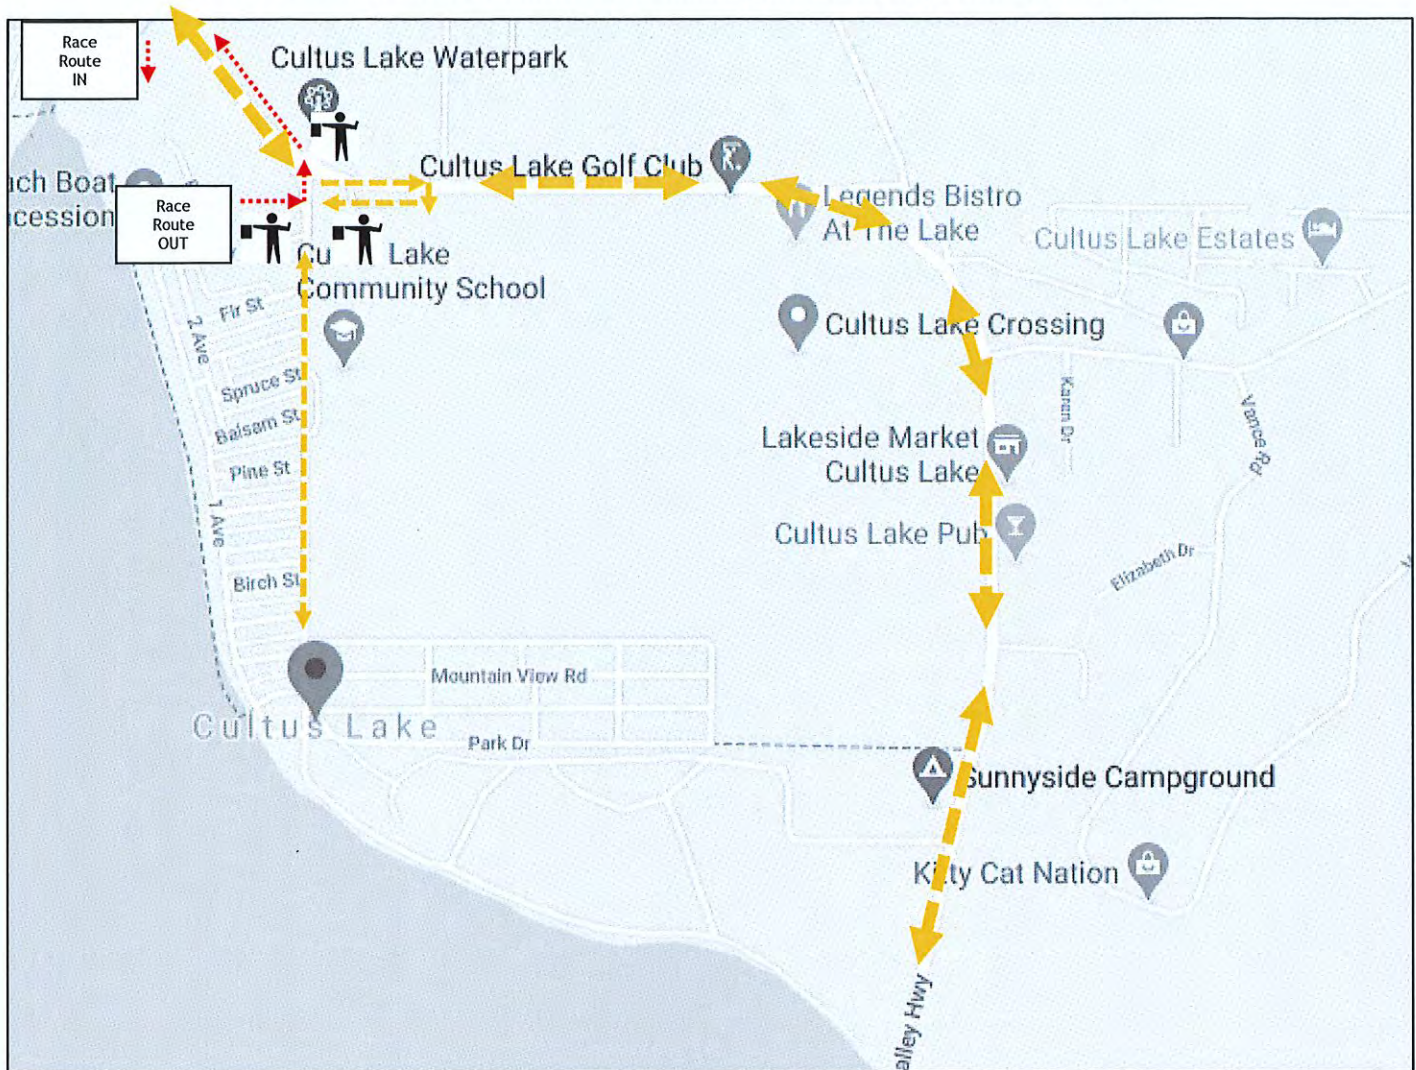 Race
Route
IN
Cultus Lake Waterpark
Cultus Lake Golf Club
ach Boat
Legends Bistro
cession
Race
Route
OUT
At The Lake
Cultus Lake Estates
Cu Lake
Community School
Fir St
2 Ave
Cultus Lake Crossing
Spruce St
Karen Dr
Balsam St
Vance Rd
Lakeside Market
Cultus Lake
Pine St
1 Ave
Cultus Lake Pub
Elizabeth Dr
Birch St
Mountain View Rd
Cultus Lake
Park Dr
Sunnyside Campground
Kitty Cat Nation
alley Hwy